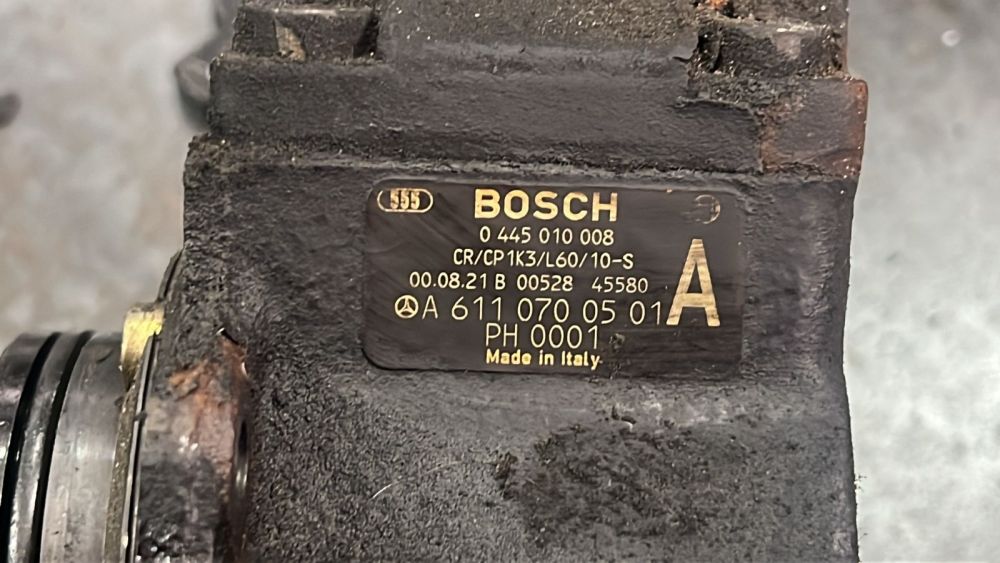 555 BOSCH
0 445 010 008
CR/CP1K3/L60/10-S
00.08.21 B 00528 45580
A 611 070 05 01 A
PH 0001
Made in Italy